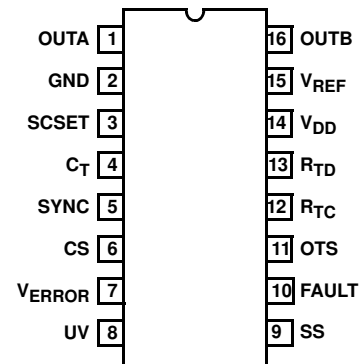 OUTA 1 16 OUTB
GND 2 15 VREF
SCSET 3 14 VDD
CT 4 13 RTD
SYNC 5 12 RTC
CS 6 11 OTS
VERROR 7 10 FAULT
UV 8 9 SS